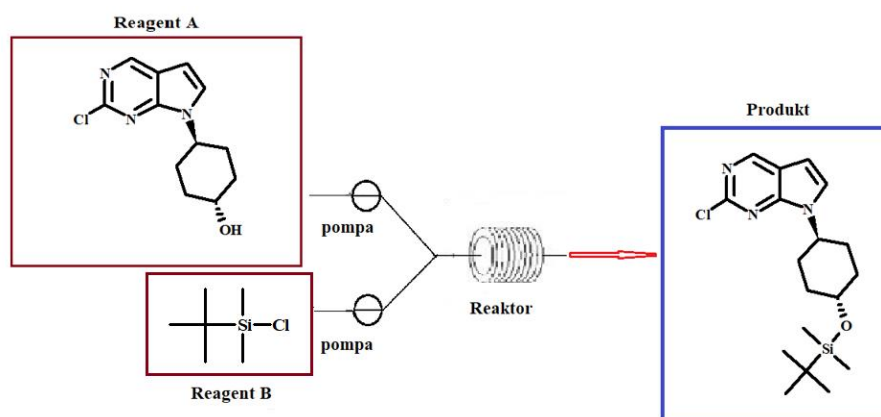 Reagent A
N
Cl
N
N
OH
pompa
Reaktor
Si
Cl
pompa
Reagent B
Produkt
N
Cl
N
N
O
Si